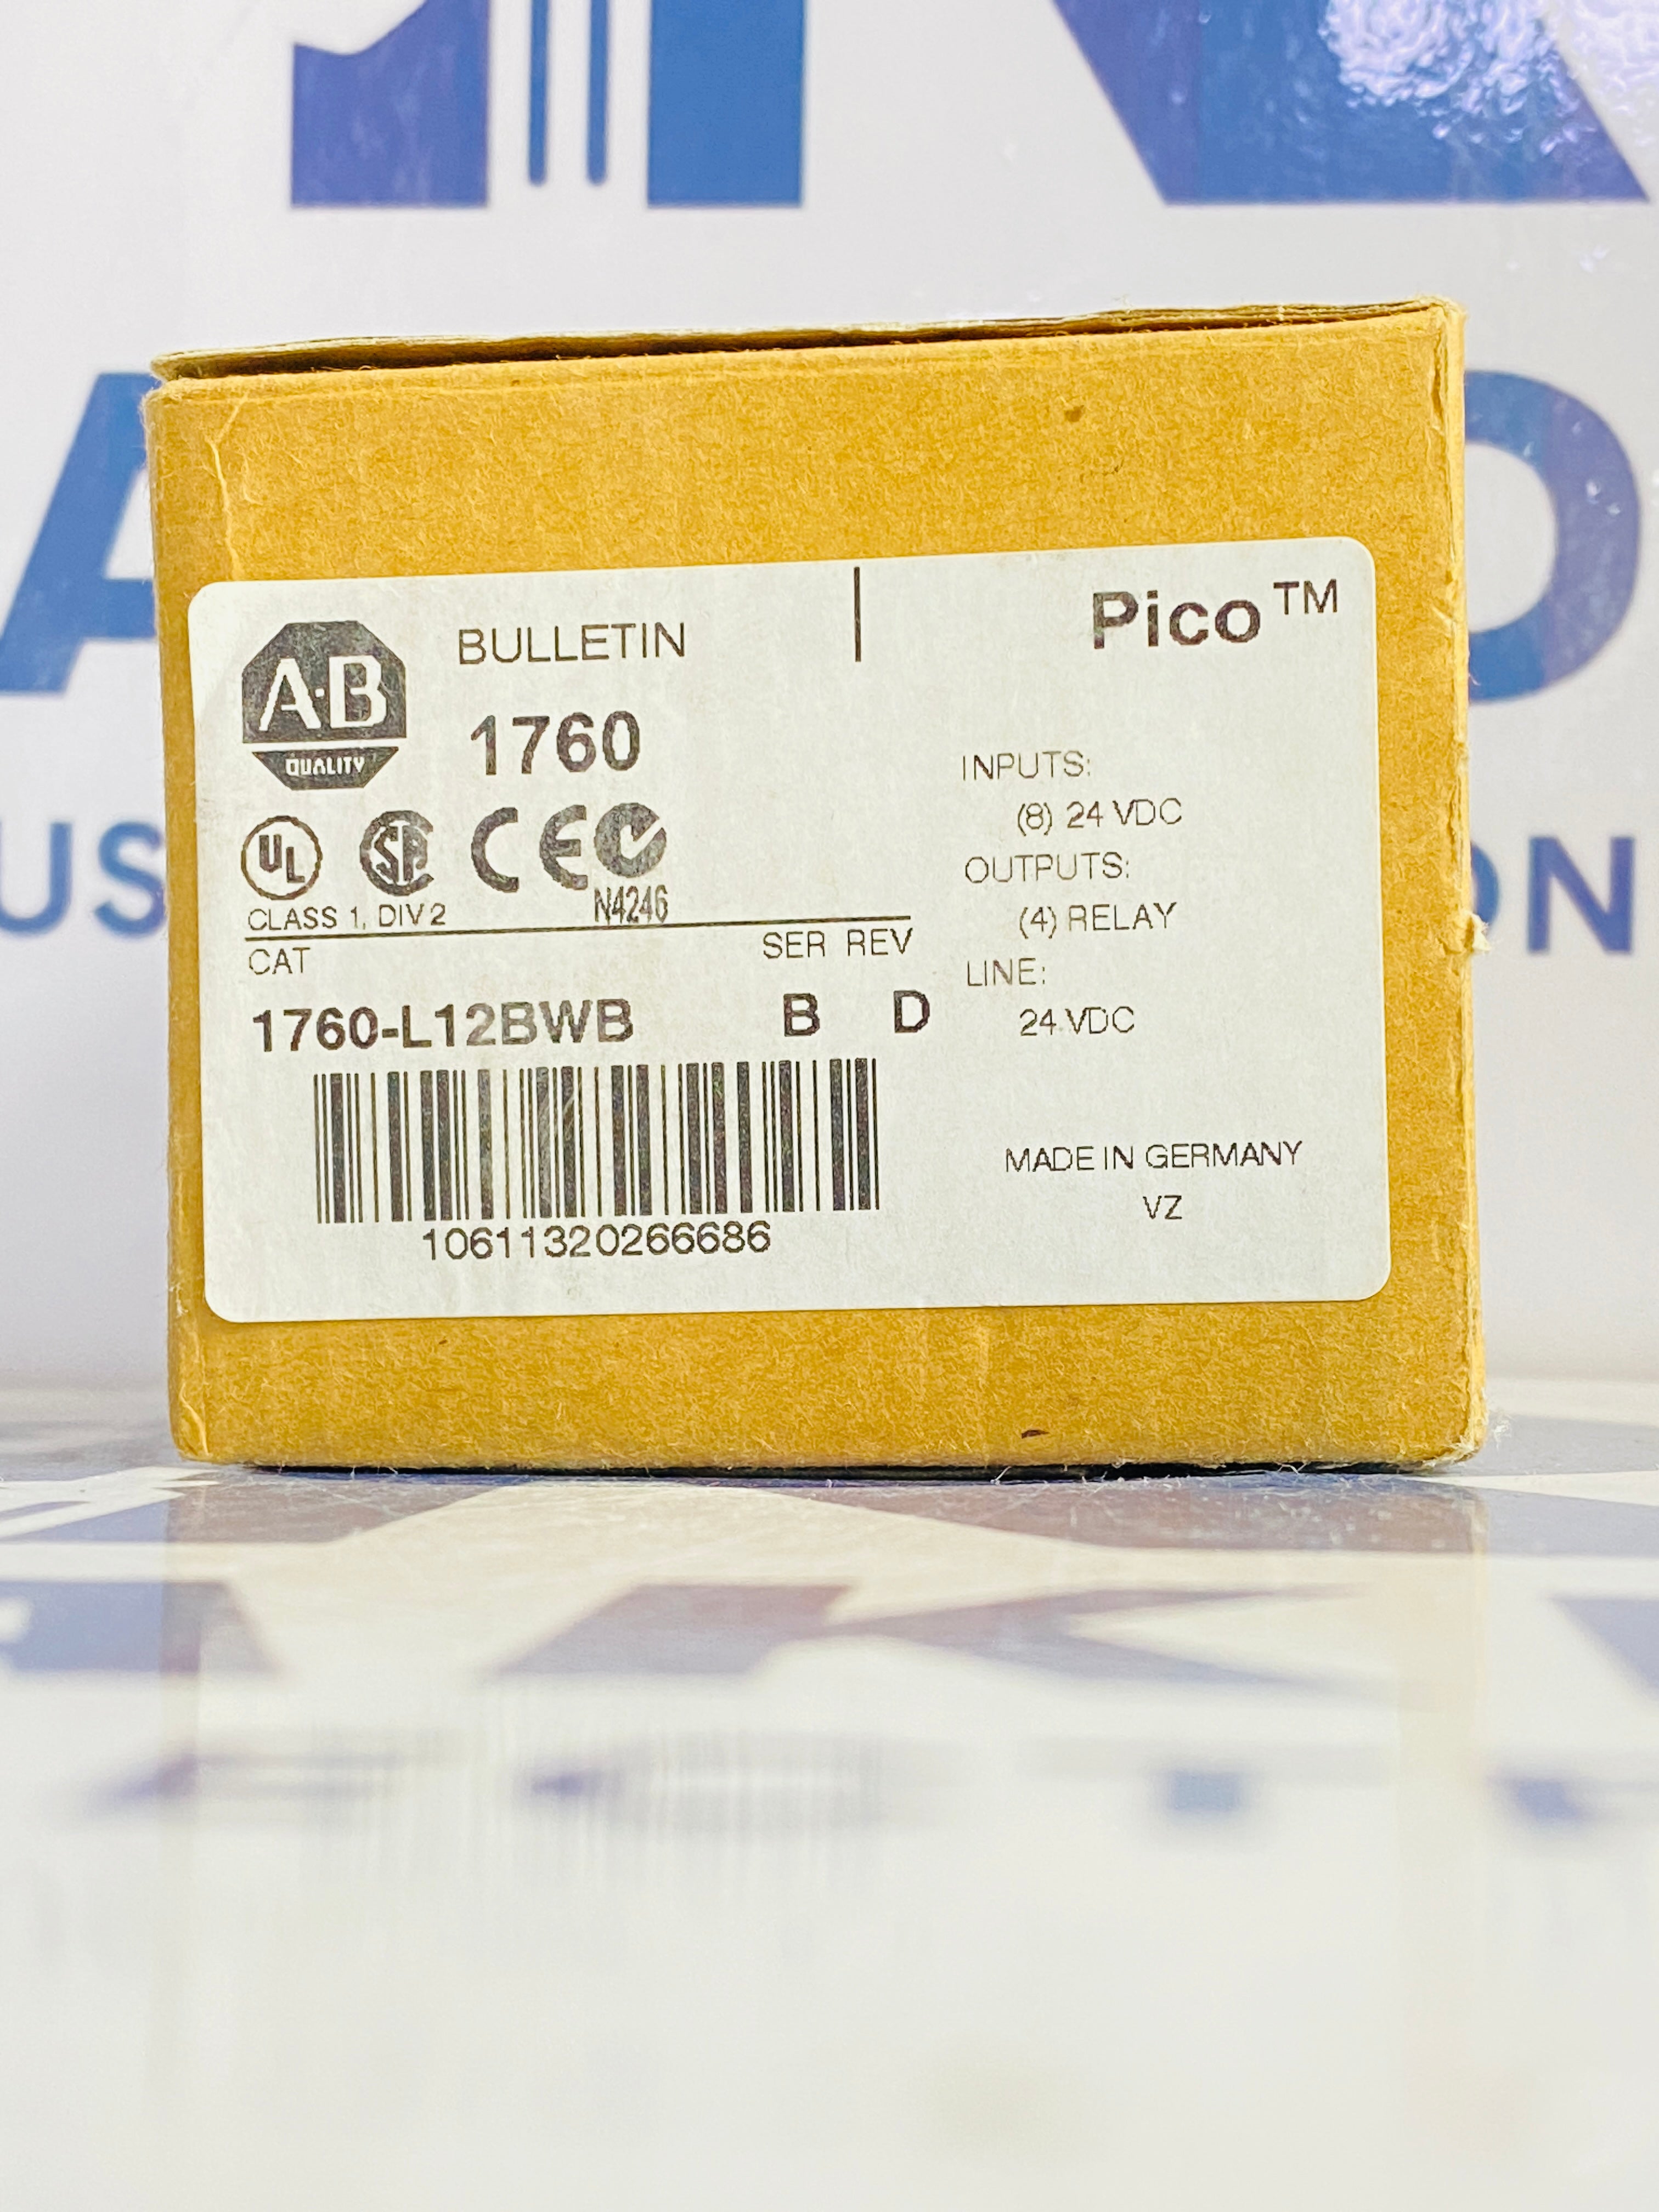 A·B
QUALITY
BULLETIN
1760
Pico™
UL
CLASS 1, DIV 2
N4246
INPUTS:
(8) 24 VDC
OUTPUTS:
(4) RELAY
LINE:
24 VDC
CAT
SER REV
1760-L12BWB B D
10611320266686
MADE IN GERMANY
VZ